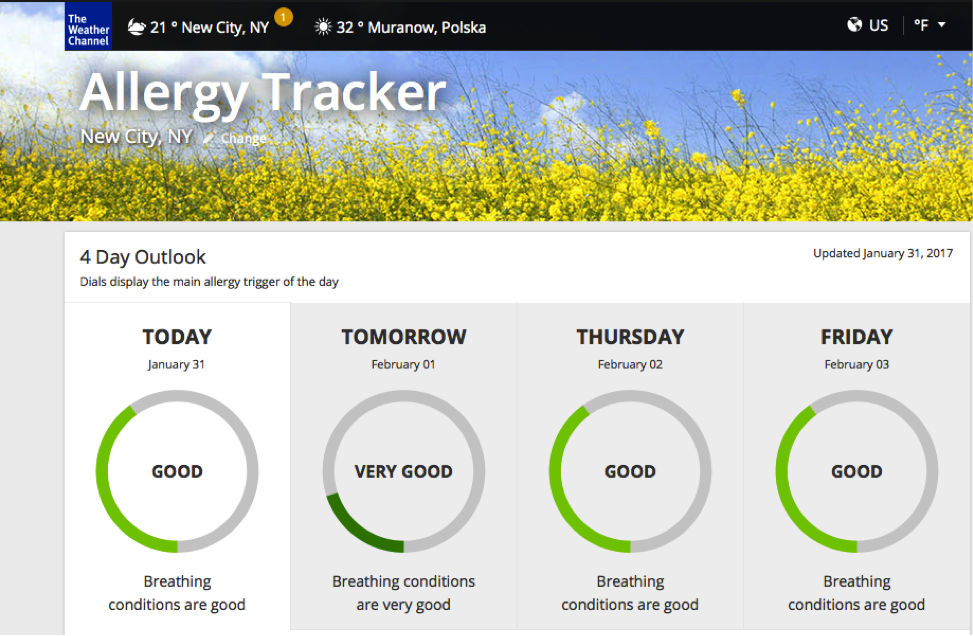 The
Weather
Channel
21 ° New City, NY
1
32 ° Muranow, Polska
US
°F
Allergy Tracker
New City, NY Change
4 Day Outlook
Updated January 31, 2017
Dials display the main allergy trigger of the day
TODAY
January 31
GOOD
Breathing
conditions are good
TOMORROW
February 01
VERY GOOD
Breathing conditions
are very good
THURSDAY
February 02
GOOD
Breathing
conditions are good
FRIDAY
February 03
GOOD
Breathing
conditions are good